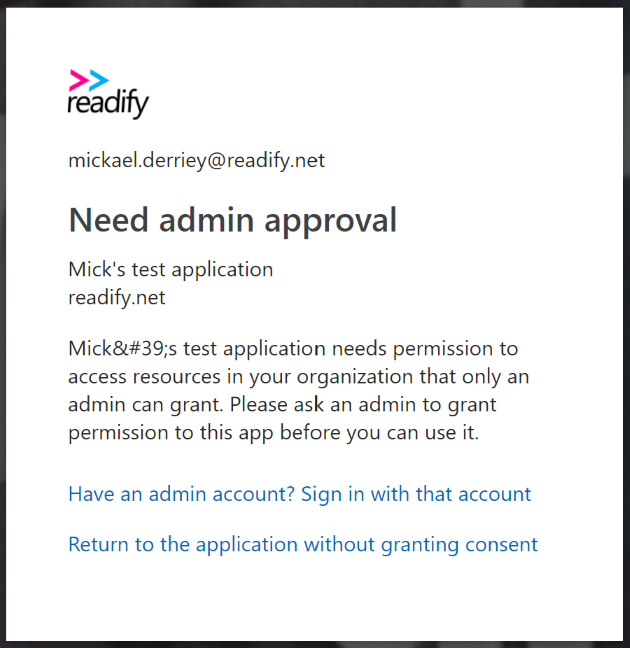 readify
mickael.derriey@readify.net
Need admin approval
Mick's test application
readify.net
Mick&#39;s test application needs permission to
access resources in your organization that only an
admin can grant. Please ask an admin to grant
permission to this app before you can use it.
Have an admin account? Sign in with that account
Return to the application without granting consent